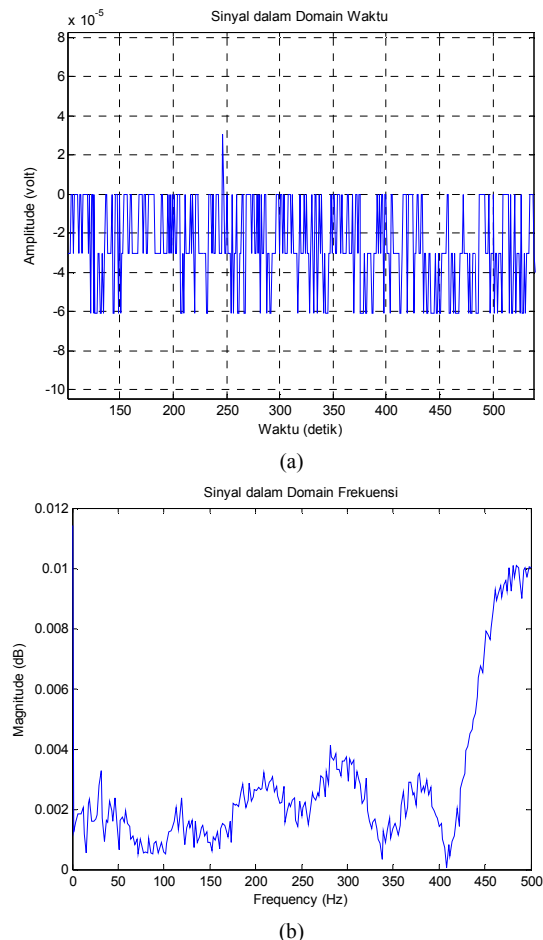 Sinyal dalam Domain Waktu
x 10^-5
8
6
4
2
0
-2
-4
-6
-8
-10
Amplitude (volt)
150 200 250 300 350 400 450 500
Waktu (detik)
(a)
Sinyal dalam Domain Frekuensi
0.012
0.01
0.008
0.006
0.004
0.002
0
Magnitude (dB)
0 50 100 150 200 250 300 350 400 450 500
Frequency (Hz)
(b)